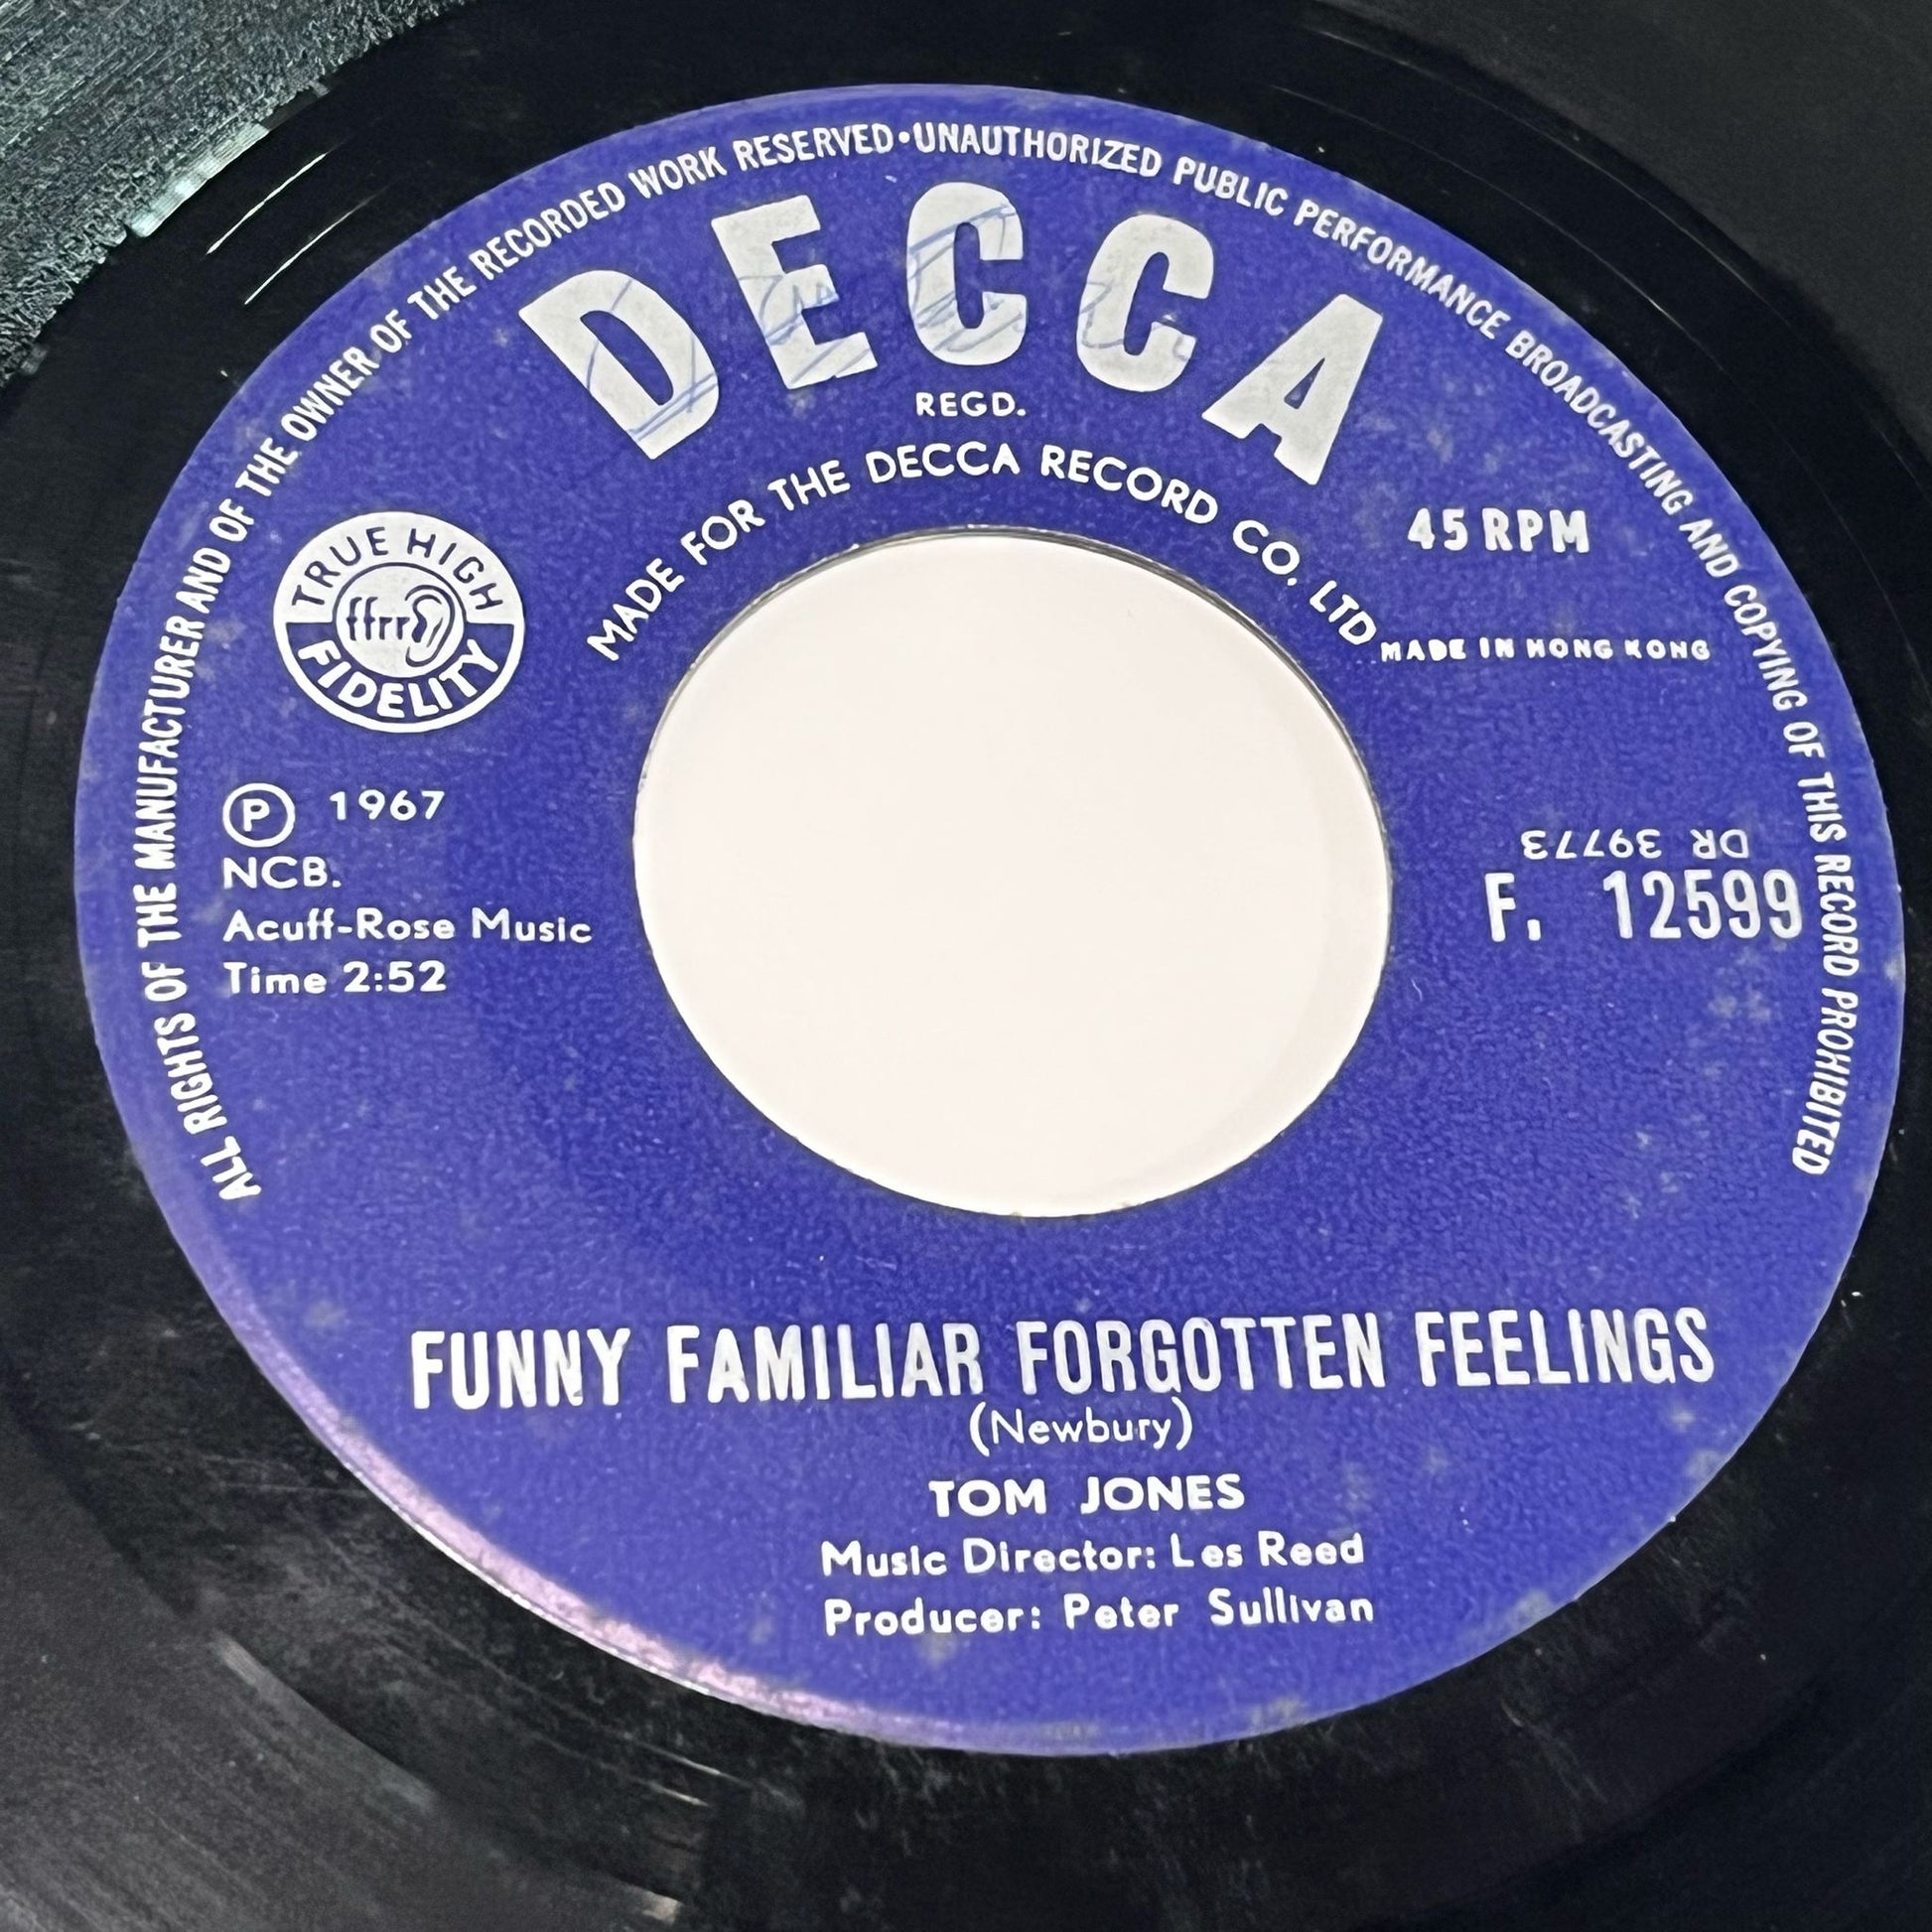 ALL RIGHTS OF THE MANUFACTURER AND OF THE OWNER OF THE RECORDED WORK RESERVED•UNAUTHORIZED PUBLIC PERFORMANCE BROADCASTING AND COPYING OF THIS RECORD PROHIBITED
DECCA
REGD.
MADE FOR THE DECCA RECORD CO. LTD
45 RPM
MADE IN HONG KONG
TRUE HIGH
ffrr
FIDELITY
Ⓟ 1967
NCB.
Acuff-Rose Music
Time 2:52
DR 39773
F. 12599
FUNNY FAMILIAR FORGOTTEN FEELINGS
(Newbury)
TOM JONES
Music Director: Les Reed
Producer: Peter Sullivan